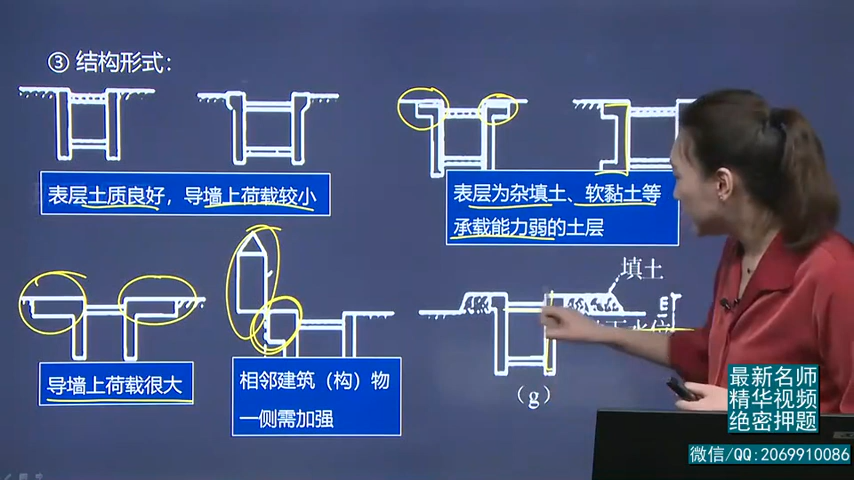 ③ 结构形式：
表层土质良好，导墙上荷载较小
表层为杂填土、软黏土等
承载能力弱的土层
填土
下水位
导墙上荷载很大
相邻建筑（构）物
一侧需加强
(g)
最新名师
精华视频
绝密押题
微信/QQ:2069910086